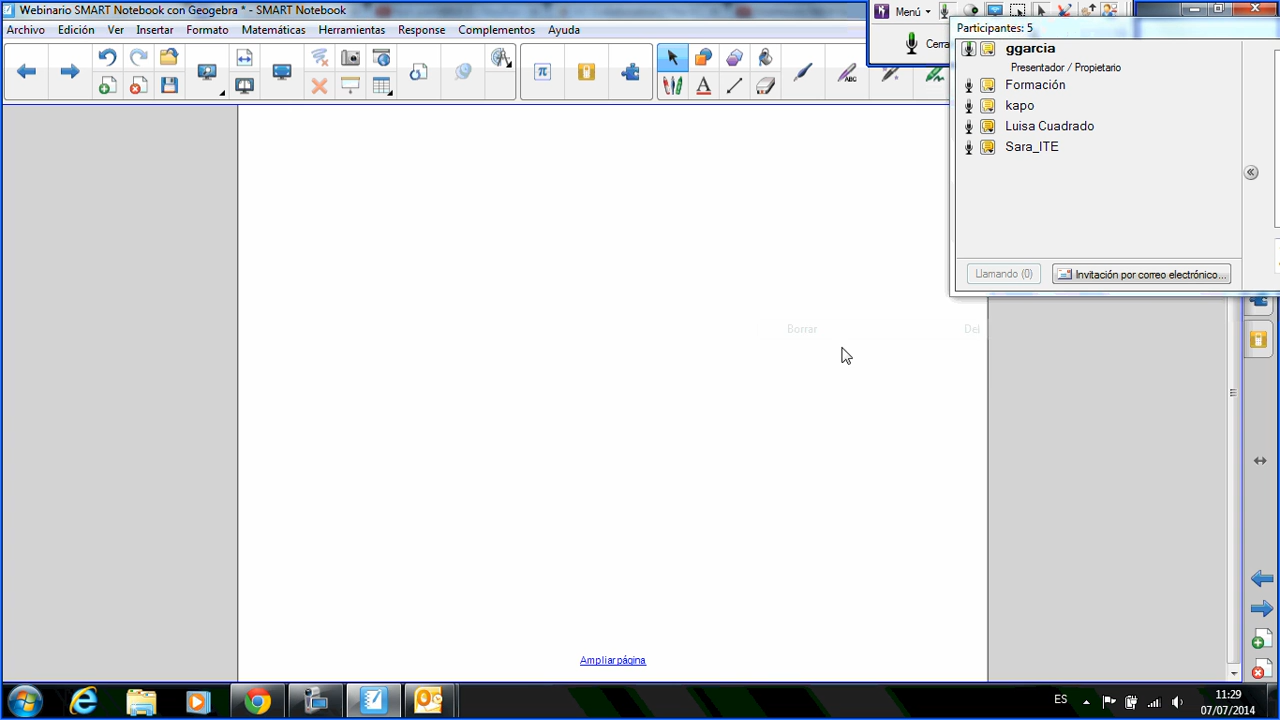 Webinario SMART Notebook con Geogebra * - SMART Notebook
Menú
Archivo Edición Ver Insertar Formato Matemáticas Herramientas Response Complementos Ayuda
Cerra
Participantes: 5
ggarcia
Presentador / Propietario
Formación
kapo
Luisa Cuadrado
Sara_ITE
Llamando (0)
Invitación por correo electrónico...
Borrar Del
Ampliar página
ES
11:29
07/07/2014